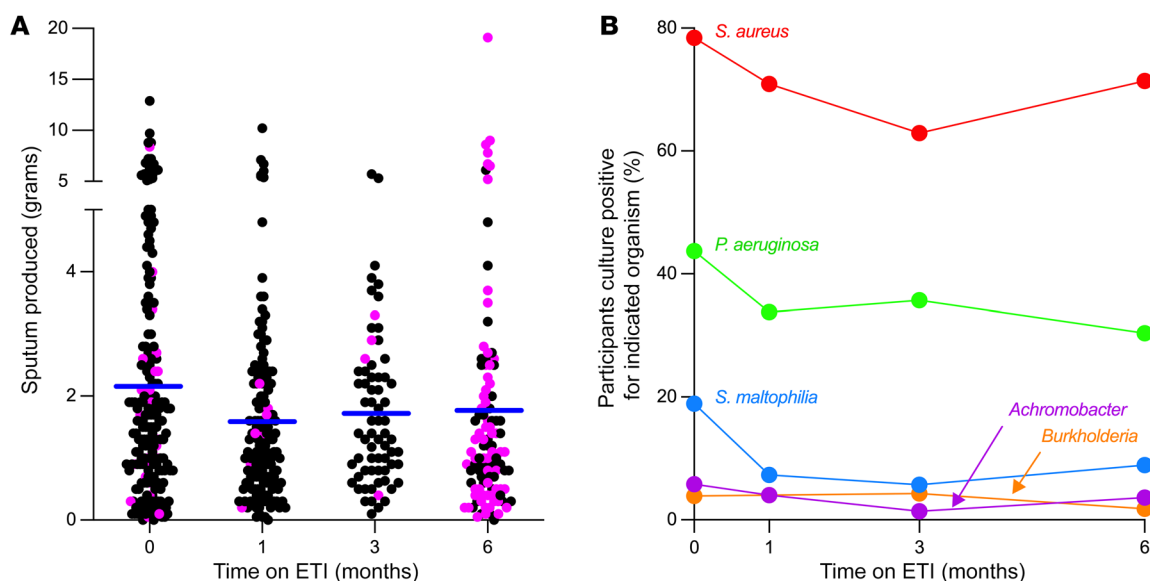 A
Sputum produced (grams)
20
15
10
5
4
2
0
0 1 3 6
Time on ETI (months)
B
Participants culture positive
for indicated organism (%)
80
60
40
20
0
S. aureus
P. aeruginosa
S. maltophilia
Achromobacter
Burkholderia
0 1 3 6
Time on ETI (months)